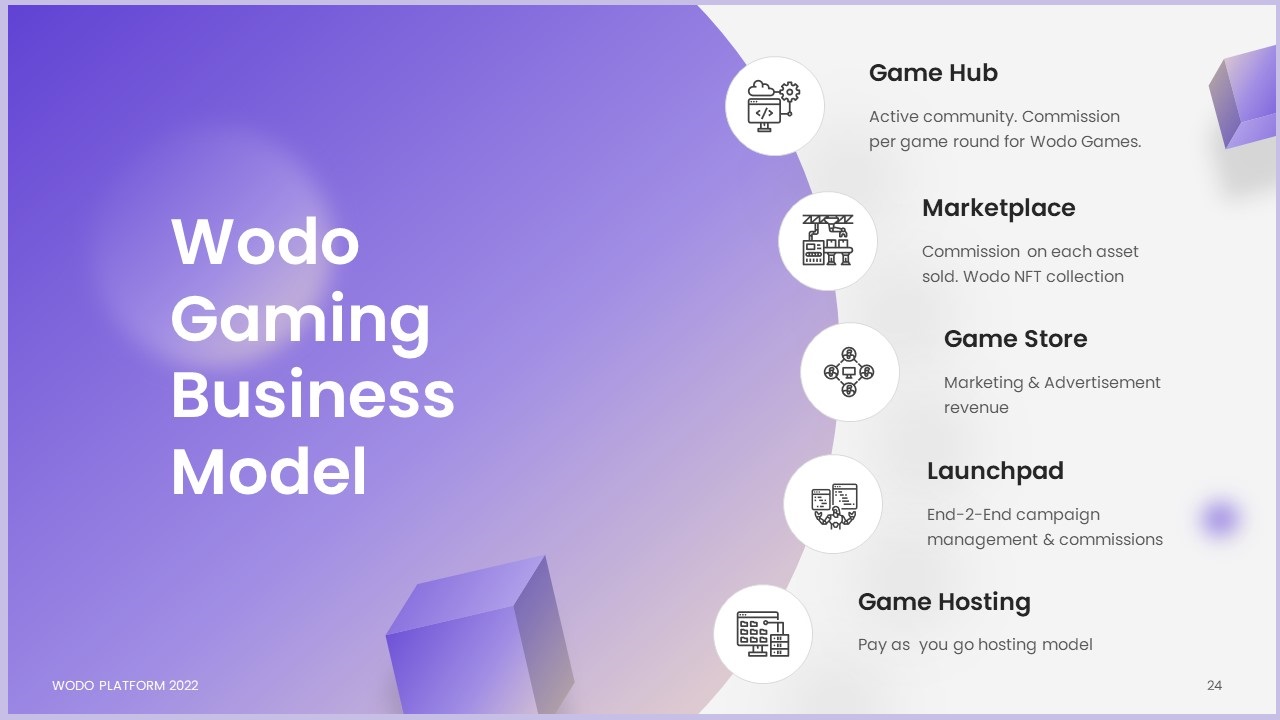 Wodo
Gaming
Business
Model
Game Hub
Active community. Commission
per game round for Wodo Games.
Marketplace
Commission on each asset
sold. Wodo NFT collection
Game Store
Marketing & Advertisement
revenue
Launchpad
End-2-End campaign
management & commissions
Game Hosting
Pay as you go hosting model
WODO PLATFORM 2022
24